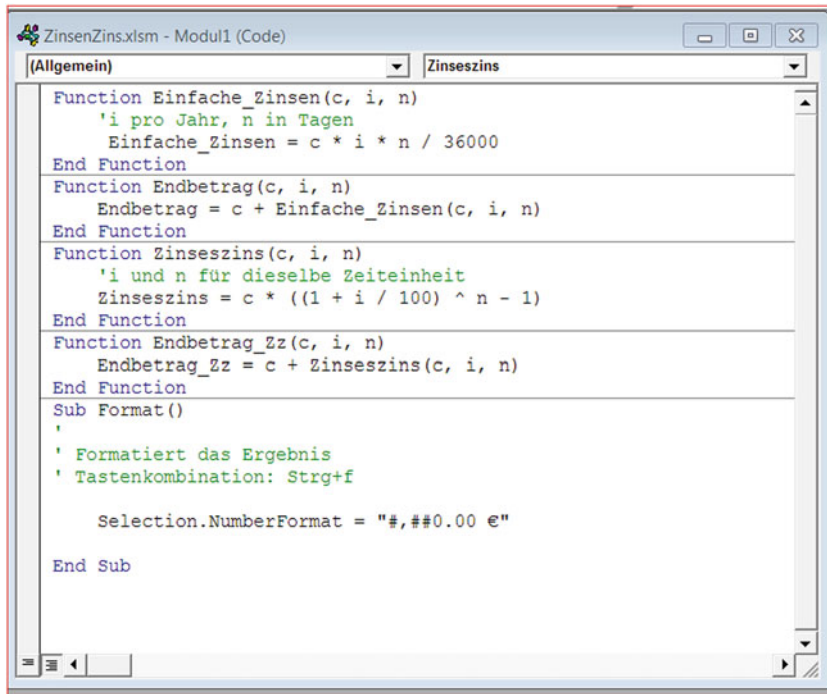 ZinsenZins.xlsm - Modul1 (Code)
(Allgemein) Zinseszins
Function Einfache_Zinsen(c, i, n)
'i pro Jahr, n in Tagen
Einfache_Zinsen = c * i * n / 36000
End Function
Function Endbetrag(c, i, n)
Endbetrag = c + Einfache_Zinsen(c, i, n)
End Function
Function Zinseszins(c, i, n)
'i und n für dieselbe Zeiteinheit
Zinseszins = c * ((1 + i / 100) ^ n - 1)
End Function
Function Endbetrag_Zz(c, i, n)
Endbetrag_Zz = c + Zinseszins(c, i, n)
End Function
Sub Format()
'
' Formatiert das Ergebnis
' Tastenkombination: Strg+f
Selection.NumberFormat = "#,##0.00 €"
End Sub